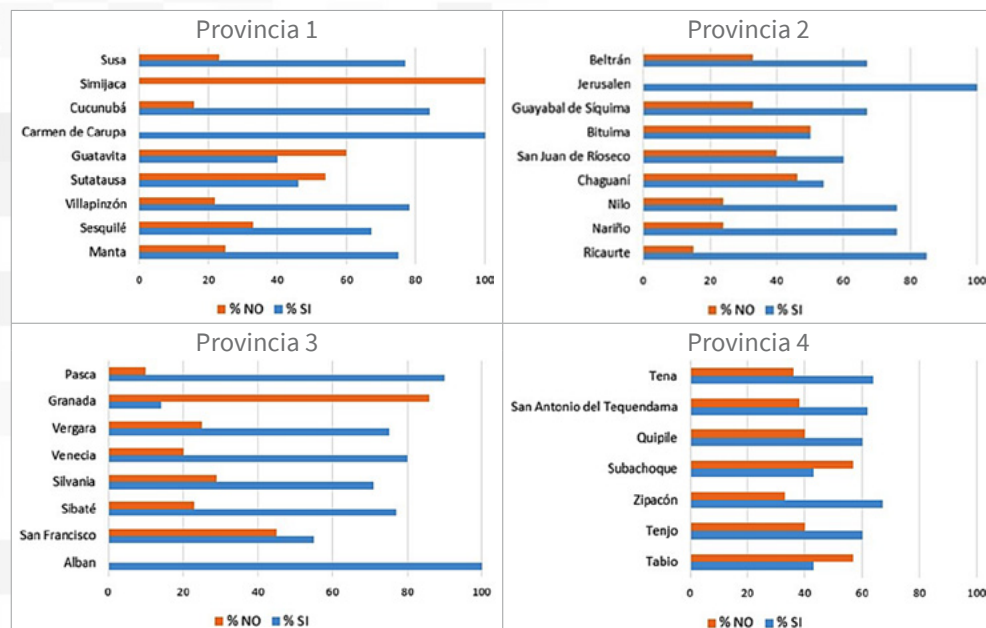 Provincia 1
Susa
Simijaca
Cucunubá
Carmen de Carupa
Guatavita
Sutatausa
Villapinzón
Sesquilé
Manta
0 20 40 60 80 100
% NO % SI
Provincia 2
Beltrán
Jerusalen
Guayabal de Síquima
Bituima
San Juan de Ríoseco
Chaguaní
Nilo
Nariño
Ricaurte
0 20 40 60 80 100
% NO % SI
Provincia 3
Pasca
Granada
Vergara
Venecia
Silvania
Sibaté
San Francisco
Alban
0 20 40 60 80 100
% NO % SI
Provincia 4
Tena
San Antonio del Tequendama
Quipile
Subachoque
Zipacón
Tenjo
Tabio
0 20 40 60 80 100
% NO % SI